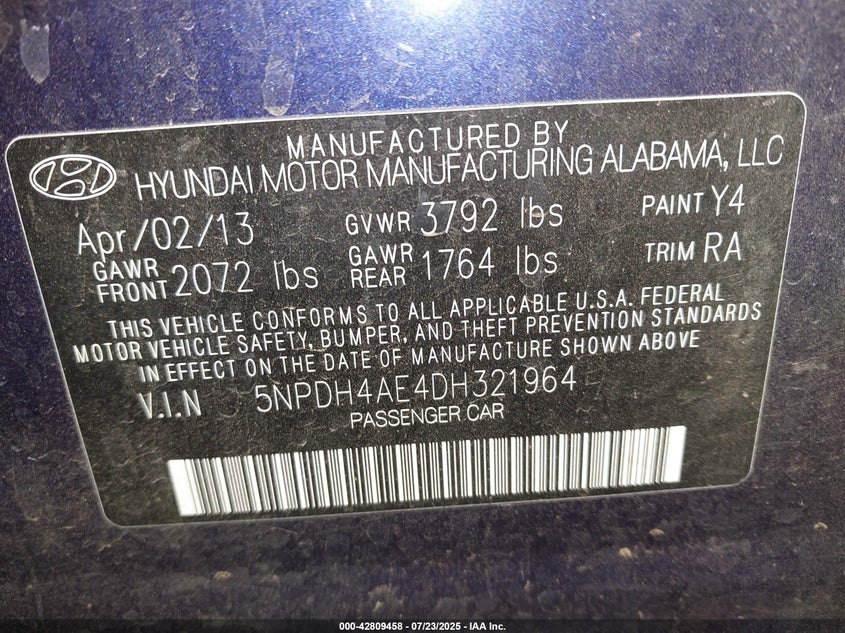 MANUFACTURED BY
HYUNDAI MOTOR MANUFACTURING ALABAMA, LLC
Apr/02/13 GVWR 3792 lbs PAINT Y4
GAWR FRONT 2072 lbs GAWR REAR 1764 lbs TRIM RA
THIS VEHICLE CONFORMS TO ALL APPLICABLE U.S.A. FEDERAL
MOTOR VEHICLE SAFETY, BUMPER, AND THEFT PREVENTION STANDARDS
IN EFFECT ON THE DATE OF MANUFACTURE SHOWN ABOVE
V.I.N 5NPDH4AE4DH321964
PASSENGER CAR
000-42809458 - 07/23/2025 - IAA Inc.